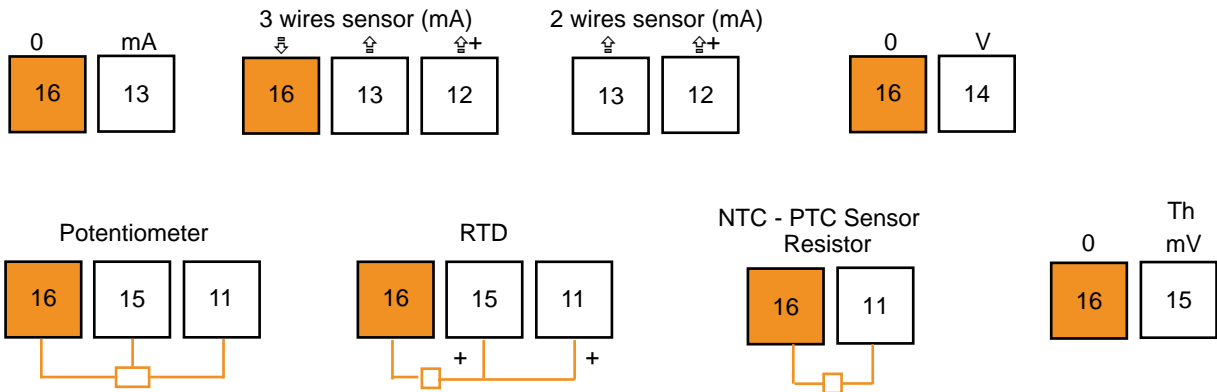 3 wires sensor (mA)
2 wires sensor (mA)
0 mA
+
+
0 V
16 13
16 13 12
13 12
16 14
Potentiometer
RTD
NTC - PTC Sensor
Resistor
Th
0 mV
16 15 11
16 15 11
16 11
16 15
+ +